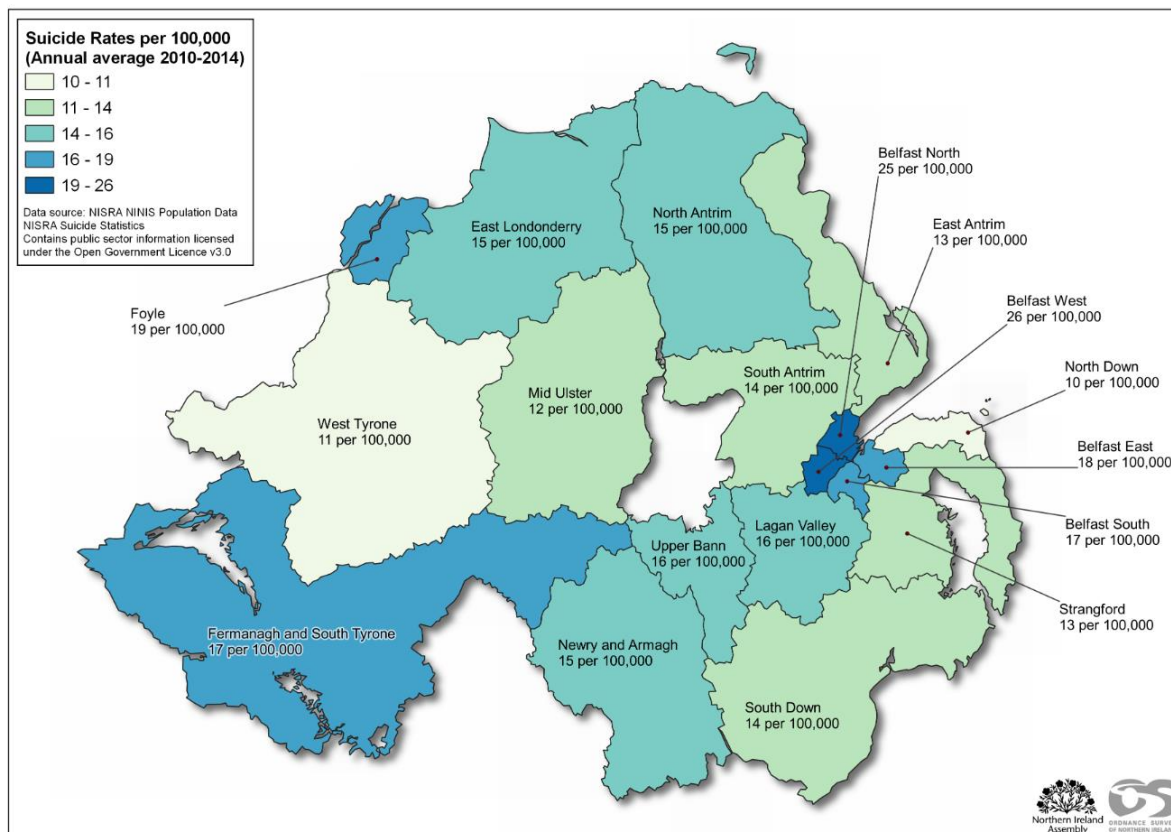 Suicide Rates per 100,000
(Annual average 2010-2014)
10 - 11
11 - 14
14 - 16
16 - 19
19 - 26
Data source: NISRA NINIS Population Data
NISRA Suicide Statistics
Contains public sector information licensed
under the Open Government Licence v3.0
Belfast North
25 per 100,000
East Londonderry
15 per 100,000
North Antrim
15 per 100,000
East Antrim
13 per 100,000
Foyle
19 per 100,000
Belfast West
26 per 100,000
North Down
10 per 100,000
South Antrim
14 per 100,000
Mid Ulster
12 per 100,000
West Tyrone
11 per 100,000
Belfast East
18 per 100,000
Lagan Valley
16 per 100,000
Belfast South
17 per 100,000
Upper Bann
16 per 100,000
Strangford
13 per 100,000
Fermanagh and South Tyrone
17 per 100,000
Newry and Armagh
15 per 100,000
South Down
14 per 100,000
Northern Ireland
Assembly
OS
ORDNANCE SURVEY
OF NORTHERN IRELAND